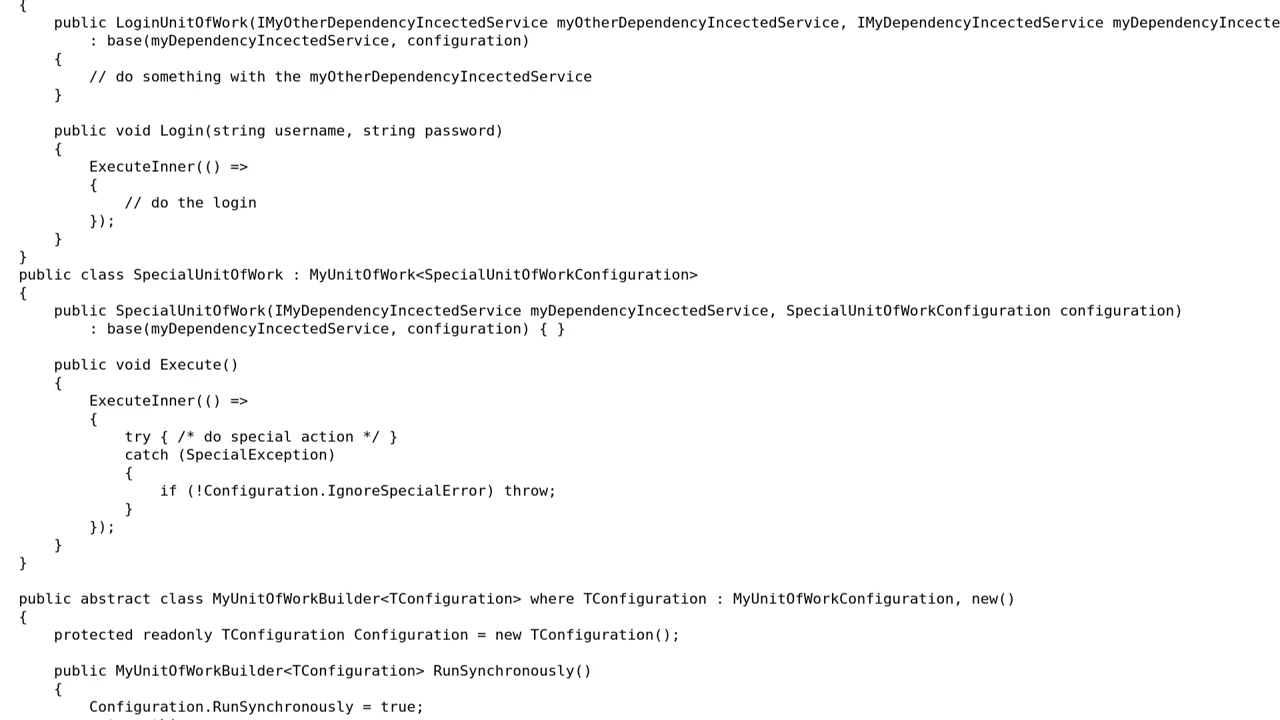 {
    public LoginUnitOfWork(IMyOtherDependencyIncectedService myOtherDependencyIncectedService, IMyDependencyIncectedService myDependencyIncecte
        : base(myDependencyIncectedService, configuration)
    {
        // do something with the myOtherDependencyIncectedService
    }

    public void Login(string username, string password)
    {
        ExecuteInner(() =>
        {
            // do the login
        });
    }
}
public class SpecialUnitOfWork : MyUnitOfWork<SpecialUnitOfWorkConfiguration>
{
    public SpecialUnitOfWork(IMyDependencyIncectedService myDependencyIncectedService, SpecialUnitOfWorkConfiguration configuration)
        : base(myDependencyIncectedService, configuration) { }

    public void Execute()
    {
        ExecuteInner(() =>
        {
            try { /* do special action */ }
            catch (SpecialException)
            {
                if (!Configuration.IgnoreSpecialError) throw;
            }
        });
    }
}

public abstract class MyUnitOfWorkBuilder<TConfiguration> where TConfiguration : MyUnitOfWorkConfiguration, new()
{
    protected readonly TConfiguration Configuration = new TConfiguration();

    public MyUnitOfWorkBuilder<TConfiguration> RunSynchronously()
    {
        Configuration.RunSynchronously = true;